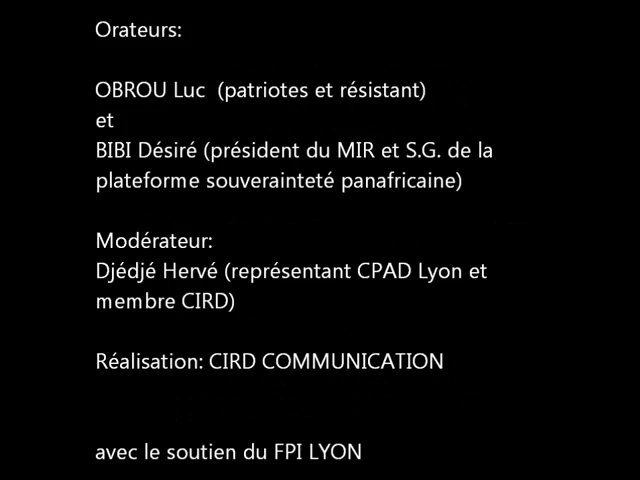 Orateurs:
OBROU Luc  (patriotes et résistant)
et
BIBI Désiré (président du MIR et S.G. de la
plateforme souverainteté panafricaine)
Modérateur:
Djédjé Hervé (représentant CPAD Lyon et
membre CIRD)
Réalisation: CIRD COMMUNICATION
avec le soutien du FPI LYON